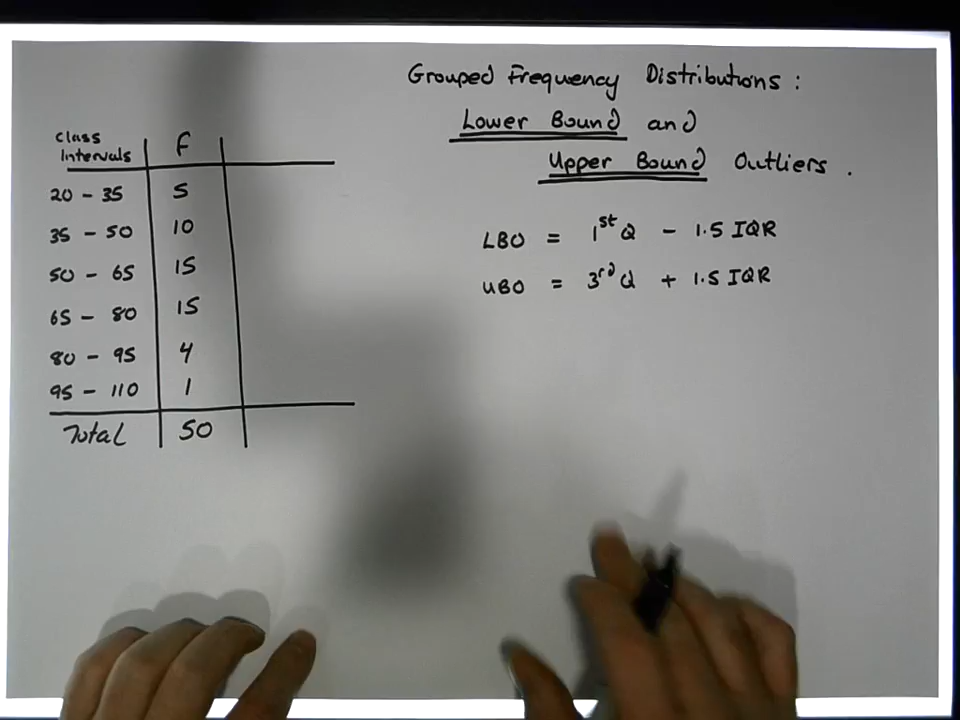 Grouped Frequency Distributions:
Lower Bound and
Upper Bound Outliers.
Class Intervals F
20 - 35 5
35 - 50 10
50 - 65 15
65 - 80 15
80 - 95 4
95 - 110 1
Total 50
LBO = 1st Q - 1.5 IQR
UBO = 3rd Q + 1.5 IQR